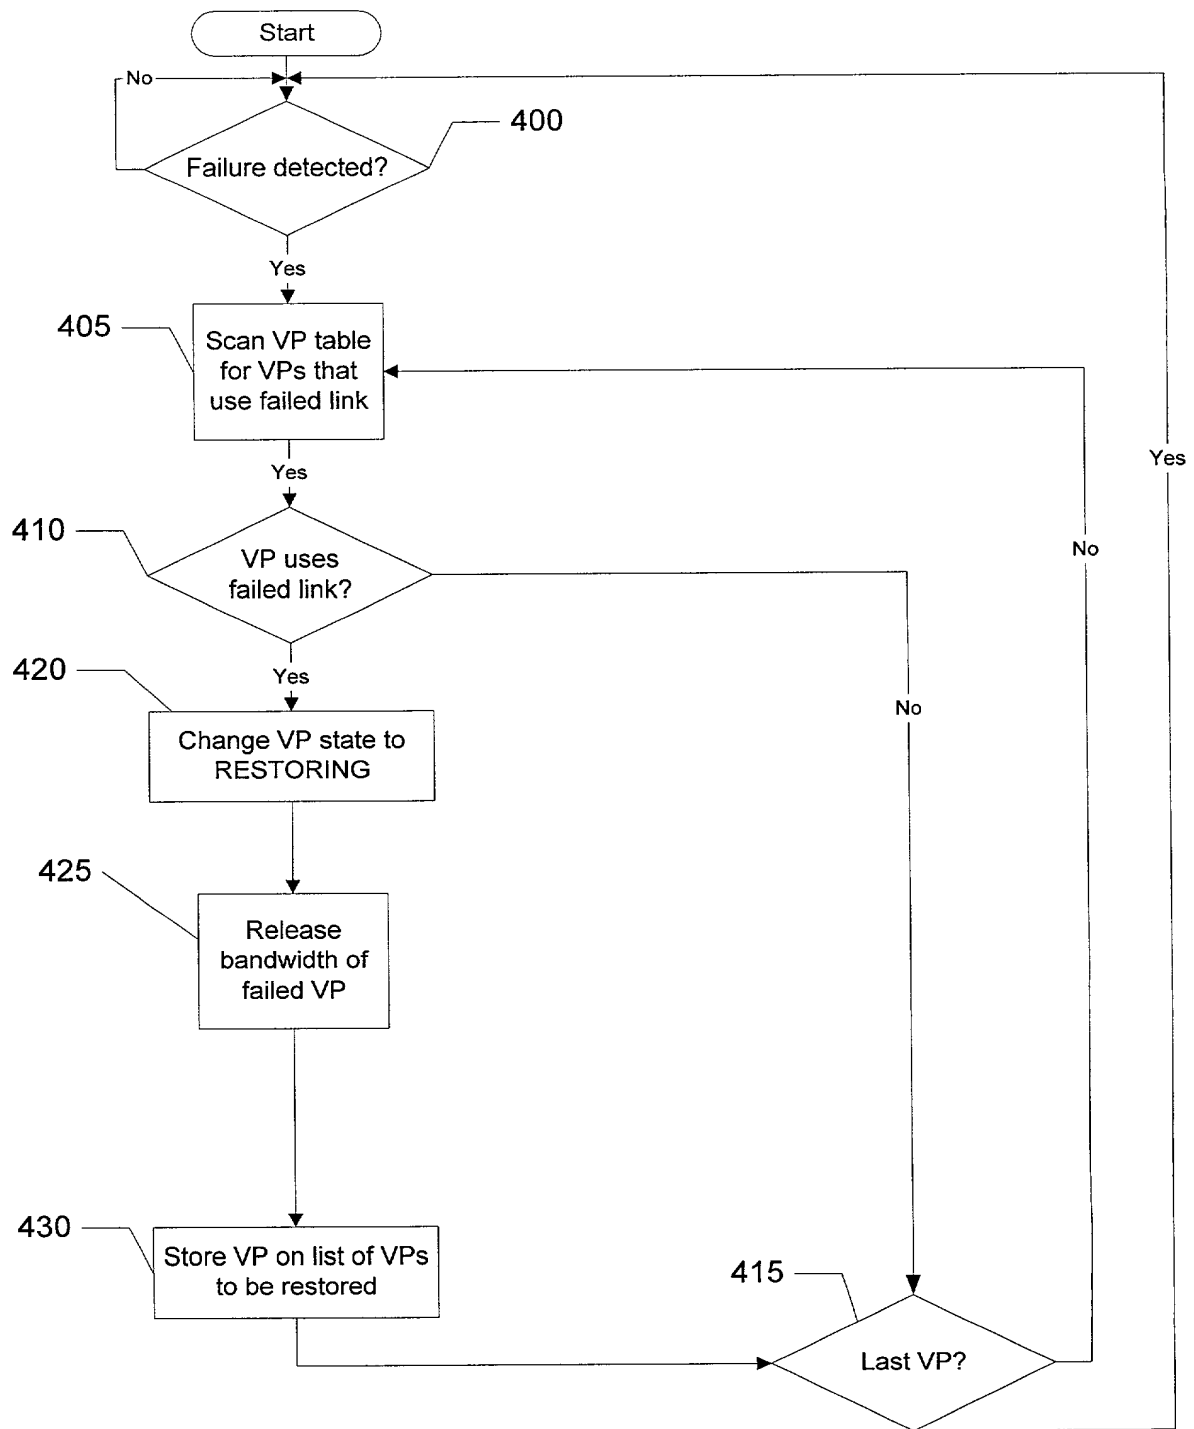 Start
No
400
Failure detected?
Yes
405
Scan VP table
for VPs that
use failed link
Yes
Yes
410
VP uses
failed link?
No
420
Yes
No
Change VP state to
RESTORING
425
Release
bandwidth of
failed VP
430
Store VP on list of VPs
to be restored
415
Last VP?